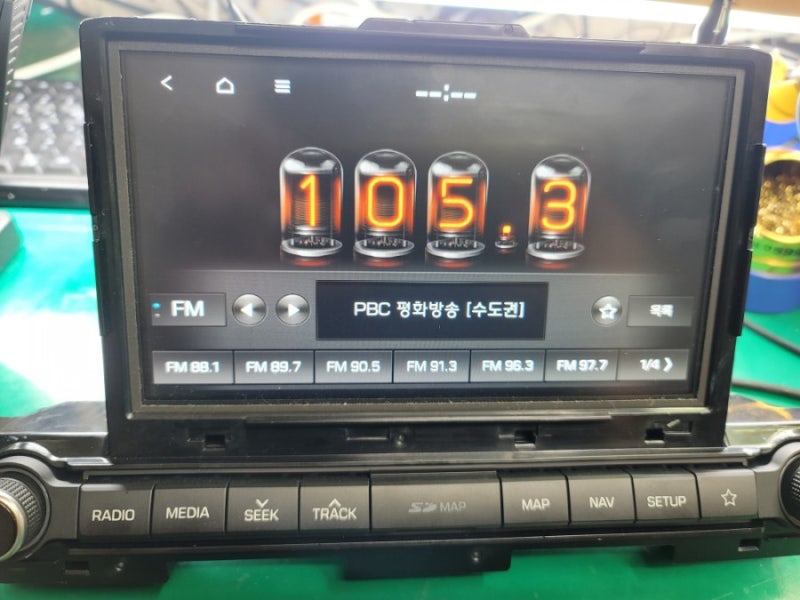 --:--
105.3
FM
PBC 평화방송 [수도권]
목록
FM 88.1 FM 89.7 FM 90.5 FM 91.3 FM 96.3 FM 97.7 1/4
RADIO MEDIA SEEK TRACK SD MAP MAP NAV SETUP